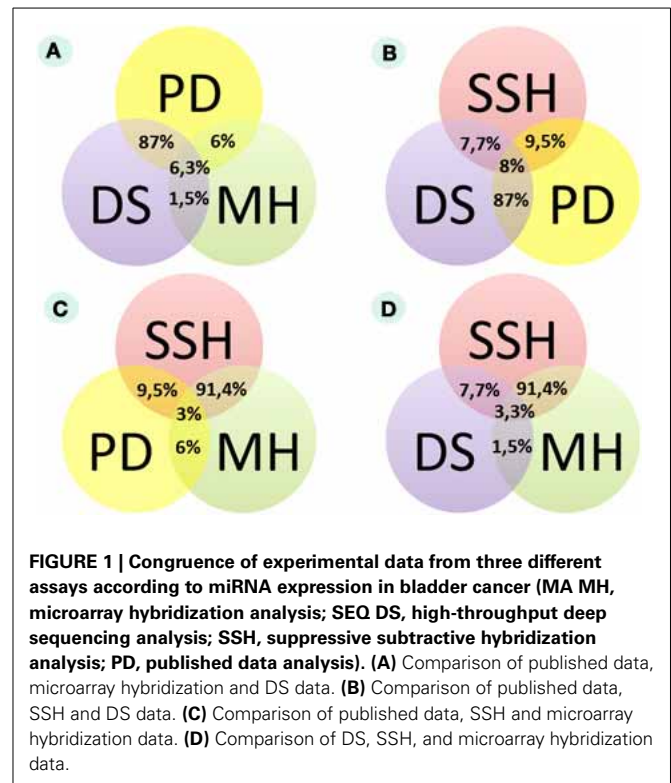 A
PD
87% 6%
6,3%
DS 1,5% MH
B
SSH
7,7% 9,5%
8%
DS 87% PD
C
SSH
9,5% 91,4%
3%
PD 6% MH
D
SSH
7,7% 91,4%
3,3%
DS 1,5% MH
FIGURE 1 | Congruence of experimental data from three different
assays according to miRNA expression in bladder cancer (MA MH,
microarray hybridization analysis; SEQ DS, high-throughput deep
sequencing analysis; SSH, suppressive subtractive hybridization
analysis; PD, published data analysis). (A) Comparison of published data,
microarray hybridization and DS data. (B) Comparison of published data,
SSH and DS data. (C) Comparison of published data, SSH and microarray
hybridization data. (D) Comparison of DS, SSH, and microarray hybridization
data.